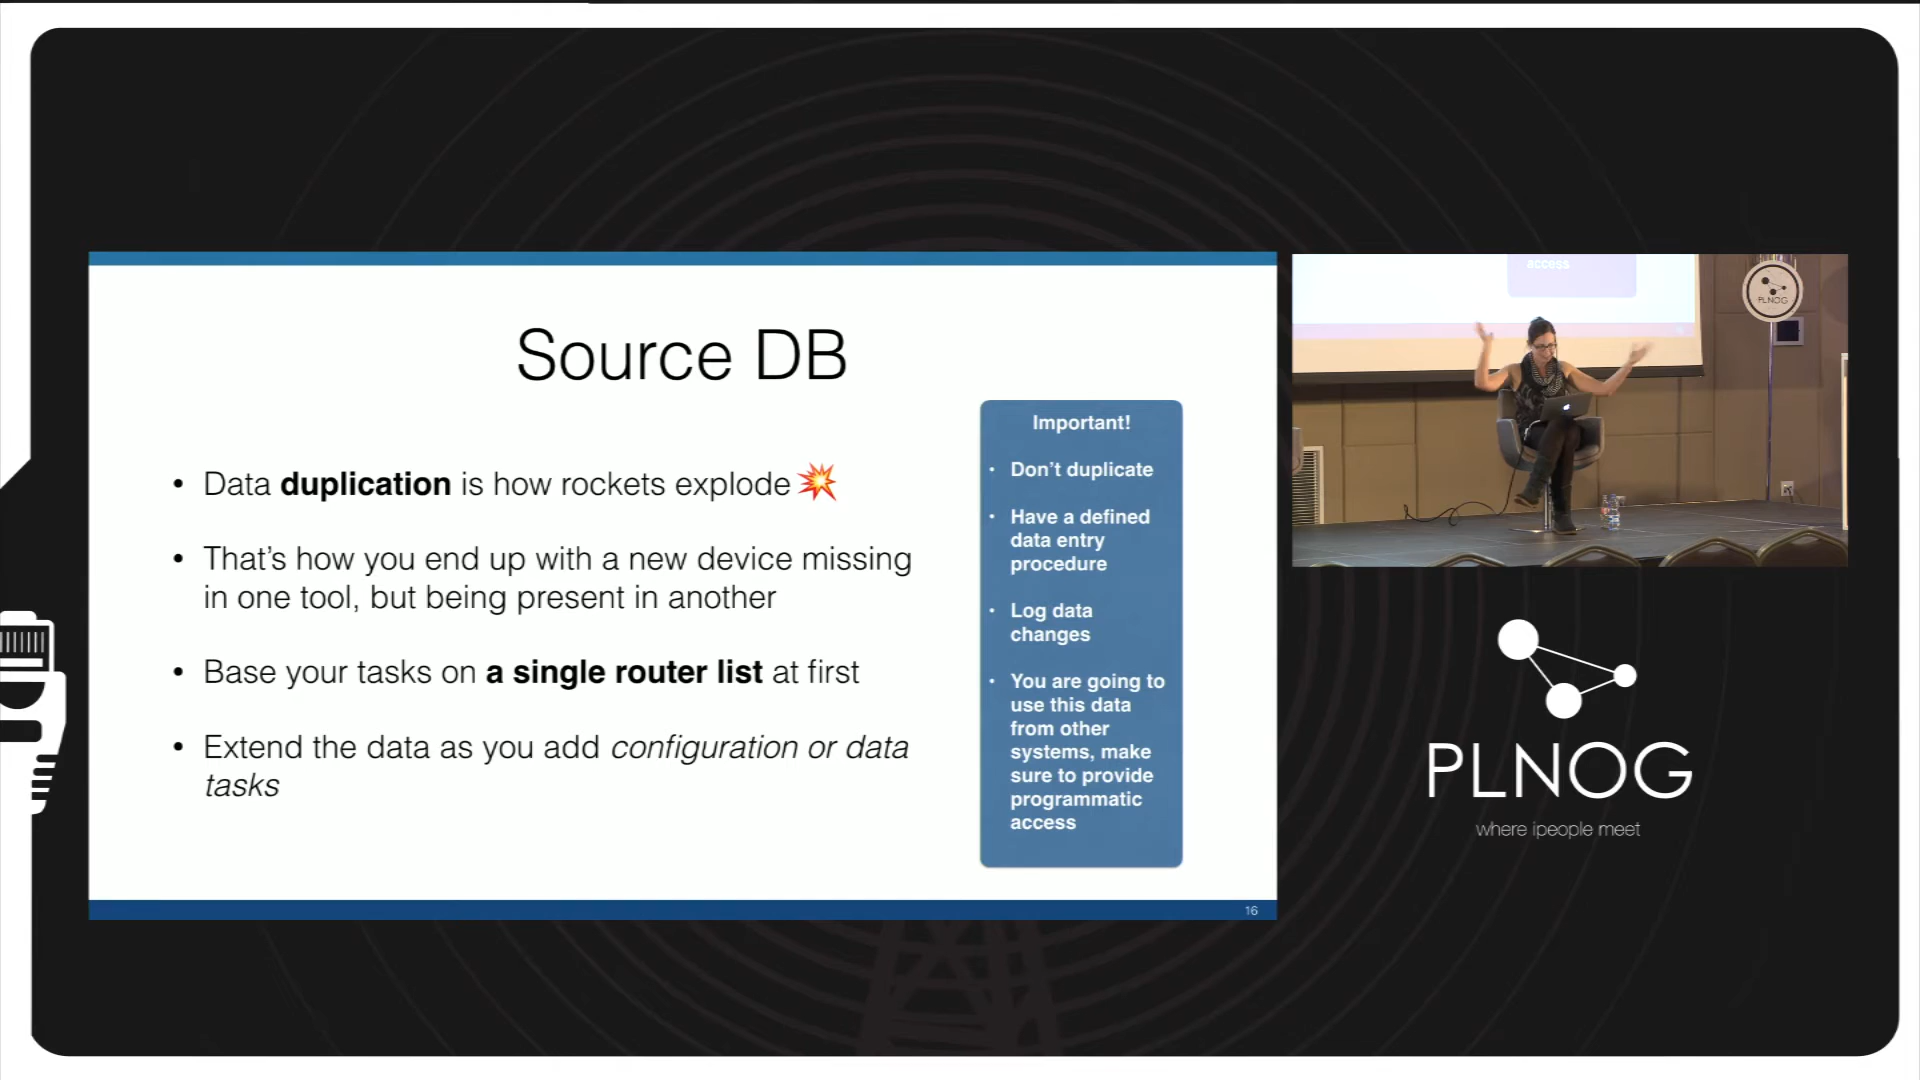 Source DB
• Data duplication is how rockets explode 💥
• That's how you end up with a new device missing
in one tool, but being present in another
• Base your tasks on a single router list at first
• Extend the data as you add configuration or data
tasks
Important!
• Don't duplicate
• Have a defined
data entry
procedure
• Log data
changes
• You are going to
use this data
from other
systems, make
sure to provide
programmatic
access
16
access
PLNOG
PLNOG
where ipeople meet